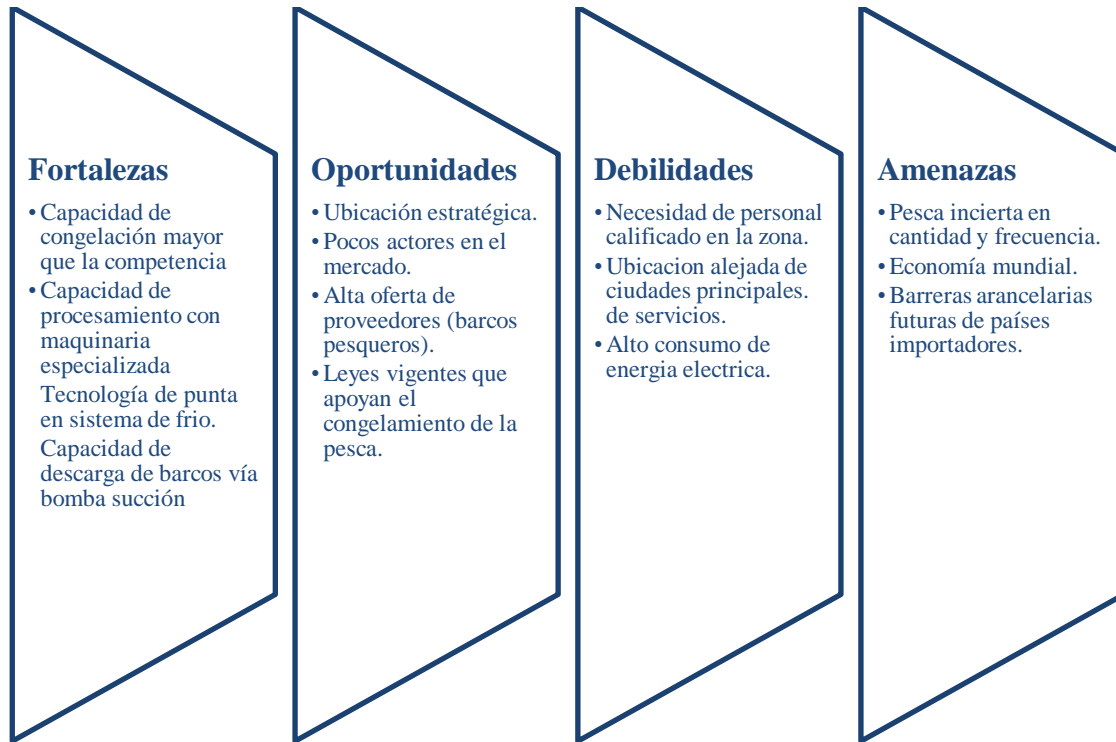 Fortalezas
• Capacidad de
congelación mayor
que la competencia
• Capacidad de
procesamiento con
maquinaria
especializada
Tecnología de punta
en sistema de frio.
Capacidad de
descarga de barcos vía
bomba succión
Oportunidades
• Ubicación estratégica.
• Pocos actores en el
mercado.
• Alta oferta de
proveedores (barcos
pesqueros).
• Leyes vigentes que
apoyan el
congelamiento de la
pesca.
Debilidades
• Necesidad de personal
calificado en la zona.
• Ubicacion alejada de
ciudades principales.
de servicios.
• Alto consumo de
energia electrica.
Amenazas
• Pesca incierta en
cantidad y frecuencia.
• Economía mundial.
• Barreras arancelarias
futuras de países
importadores.